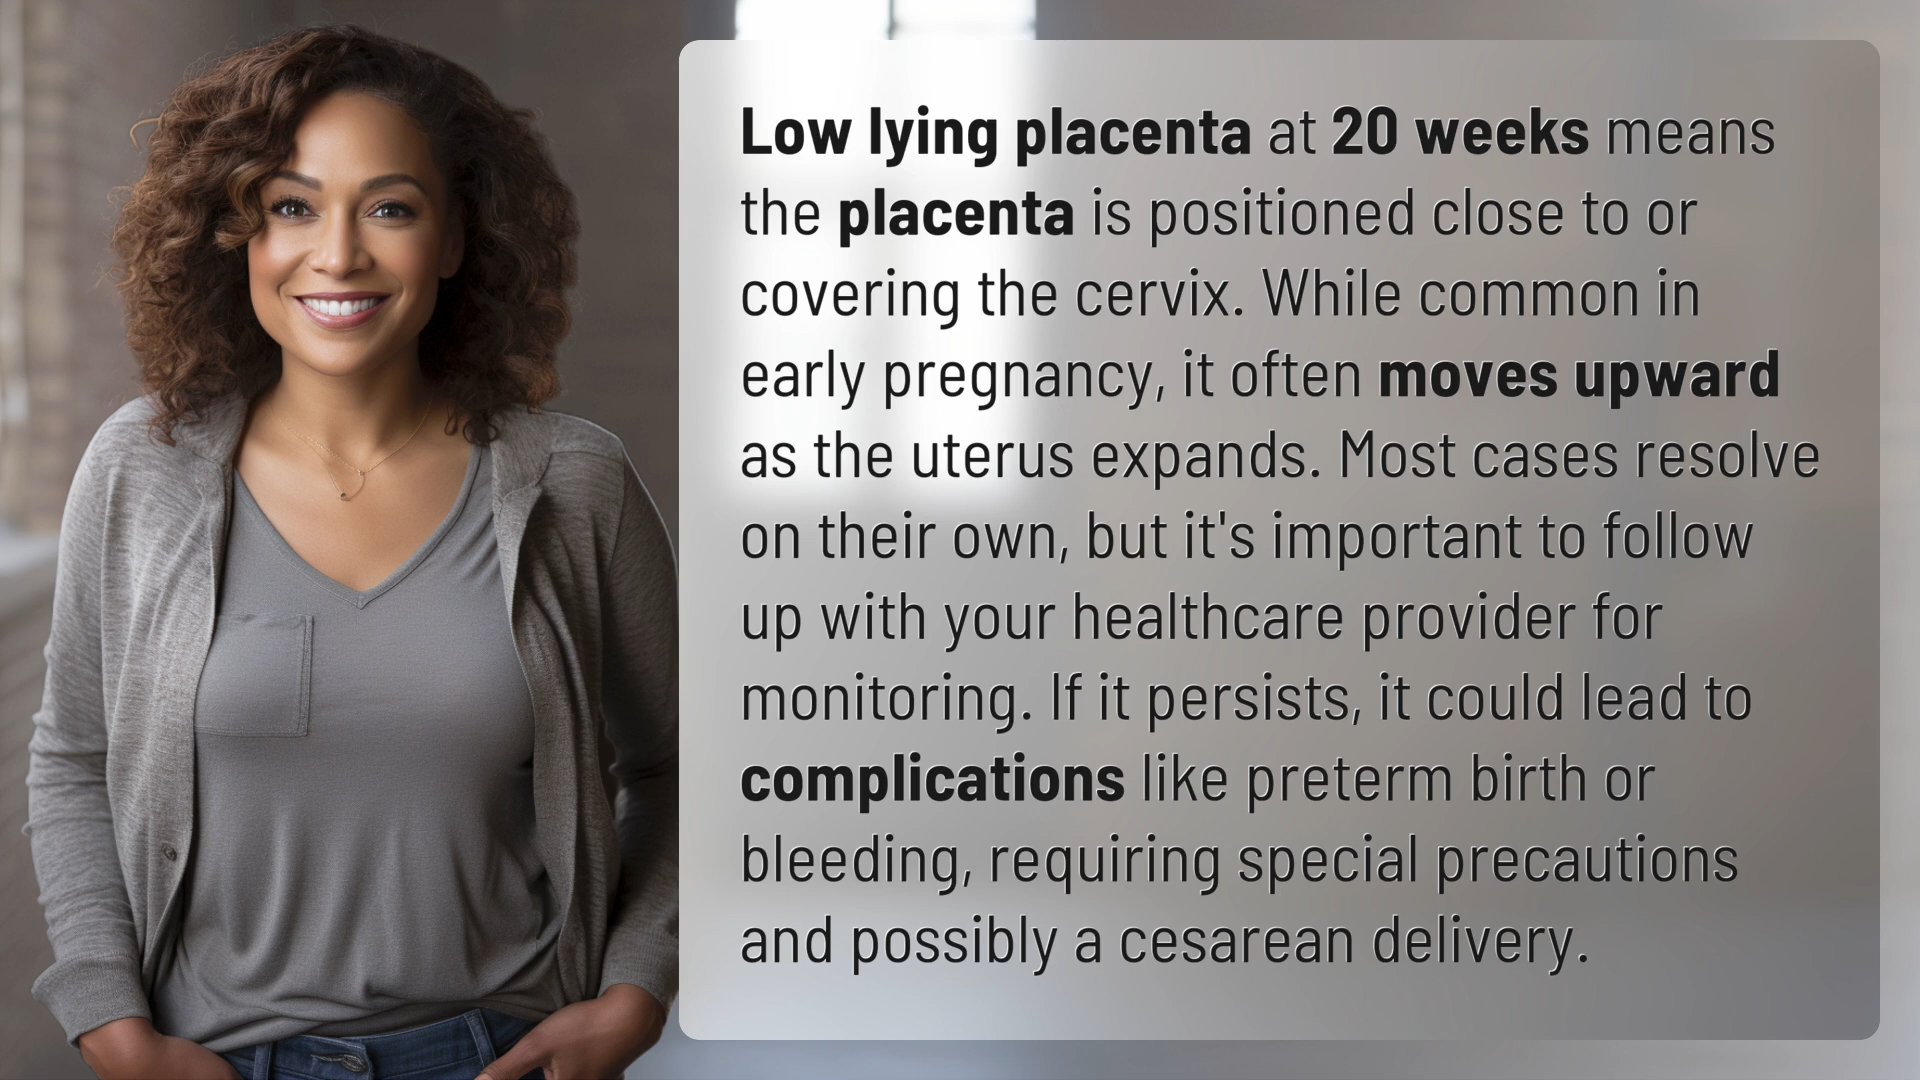 Low lying placenta at 20 weeks means
the placenta is positioned close to or
covering the cervix. While common in
early pregnancy, it often moves upward
as the uterus expands. Most cases resolve
on their own, but it's important to follow
up with your healthcare provider for
monitoring. If it persists, it could lead to
complications like preterm birth or
bleeding, requiring special precautions
and possibly a cesarean delivery.